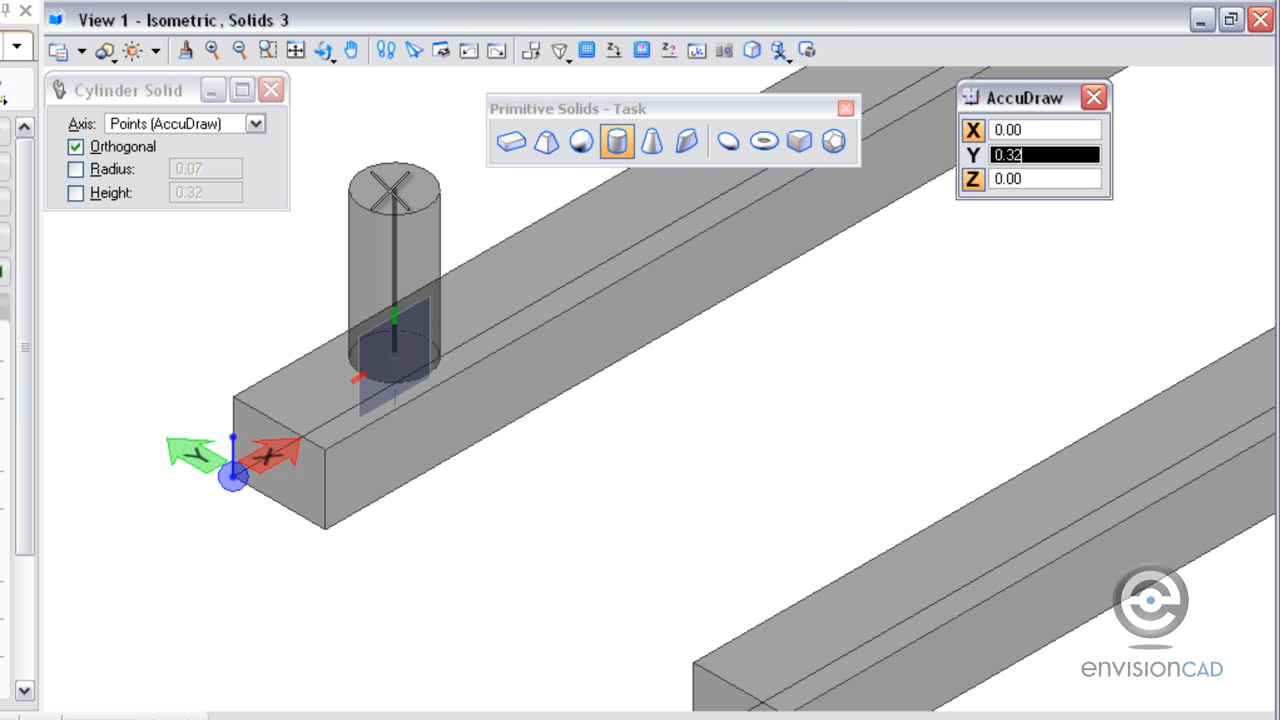 View 1 - Isometric, Solids 3
Cylinder Solid
Axis: Points (AccuDraw)
Orthogonal
Radius: 0.07
Height: 0.32
Primitive Solids - Task
AccuDraw
X 0.00
Y 0.32
Z 0.00
Y X
envisionCAD